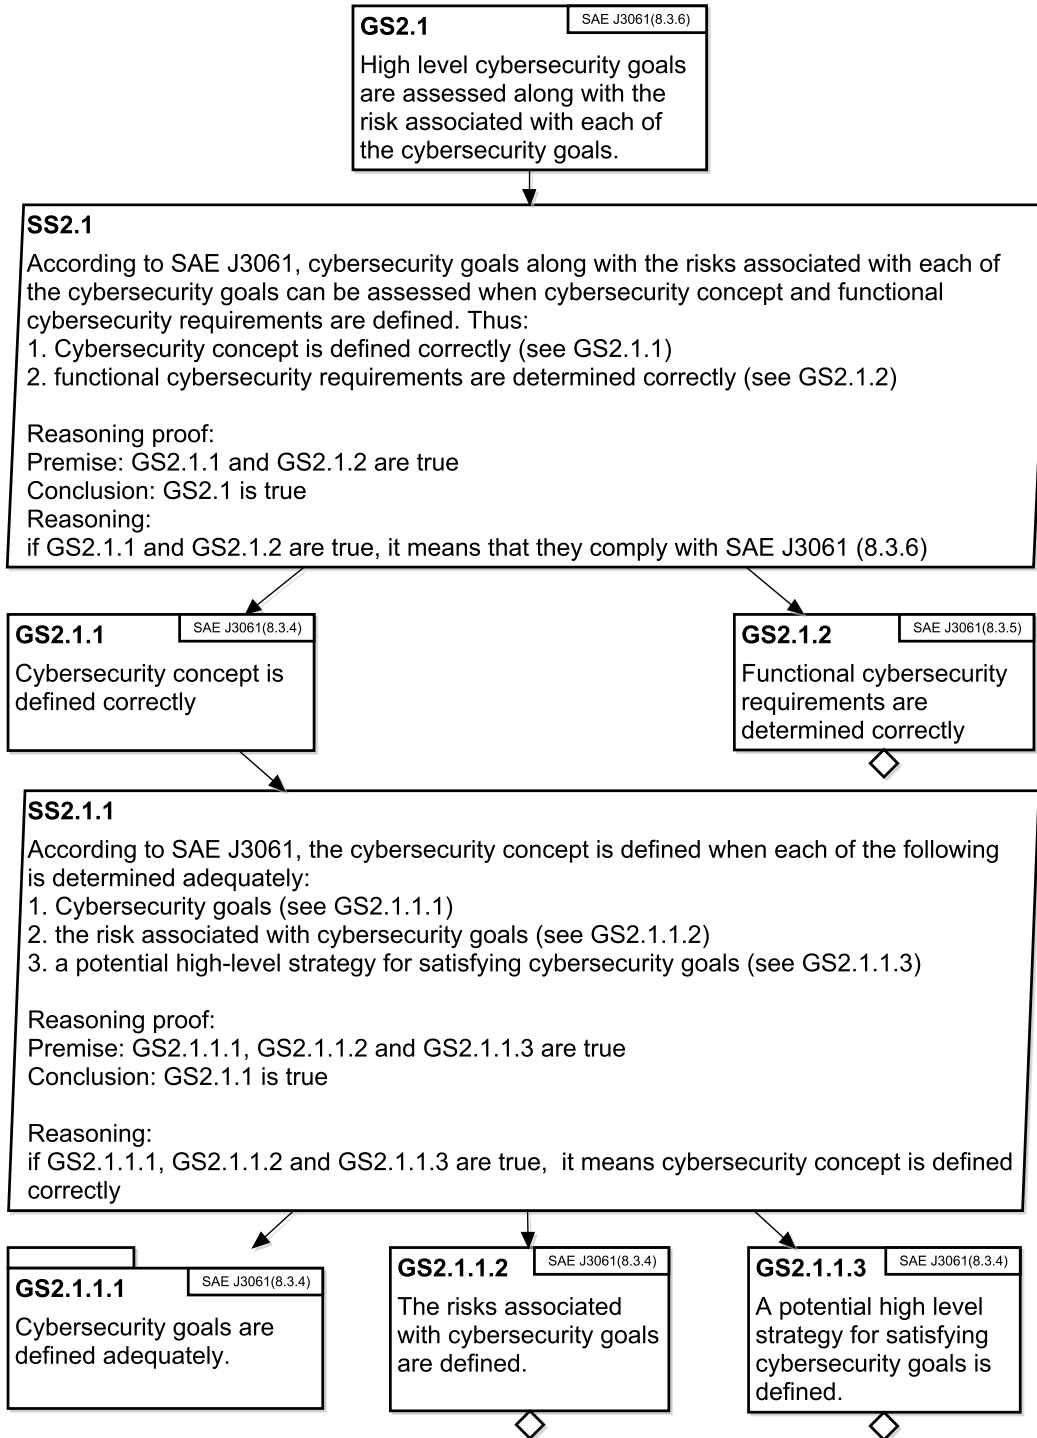 GS2.1
SAE J3061(8.3.6)
High level cybersecurity goals
are assessed along with the
risk associated with each of
the cybersecurity goals.
SS2.1
According to SAE J3061, cybersecurity goals along with the risks associated with each of
the cybersecurity goals can be assessed when cybersecurity concept and functional
cybersecurity requirements are defined. Thus:
1. Cybersecurity concept is defined correctly (see GS2.1.1)
2. functional cybersecurity requirements are determined correctly (see GS2.1.2)
Reasoning proof:
Premise: GS2.1.1 and GS2.1.2 are true
Conclusion: GS2.1 is true
Reasoning:
if GS2.1.1 and GS2.1.2 are true, it means that they comply with SAE J3061 (8.3.6)
GS2.1.1
SAE J3061(8.3.4)
Cybersecurity concept is
defined correctly
GS2.1.2
SAE J3061(8.3.5)
Functional cybersecurity
requirements are
determined correctly
SS2.1.1
According to SAE J3061, the cybersecurity concept is defined when each of the following
is determined adequately:
1. Cybersecurity goals (see GS2.1.1.1)
2. the risk associated with cybersecurity goals (see GS2.1.1.2)
3. a potential high-level strategy for satisfying cybersecurity goals (see GS2.1.1.3)
Reasoning proof:
Premise: GS2.1.1.1, GS2.1.1.2 and GS2.1.1.3 are true
Conclusion: GS2.1.1 is true
Reasoning:
if GS2.1.1.1, GS2.1.1.2 and GS2.1.1.3 are true,  it means cybersecurity concept is defined
correctly
GS2.1.1.1
SAE J3061(8.3.4)
Cybersecurity goals are
defined adequately.
GS2.1.1.2
SAE J3061(8.3.4)
The risks associated
with cybersecurity goals
are defined.
GS2.1.1.3
SAE J3061(8.3.4)
A potential high level
strategy for satisfying
cybersecurity goals is
defined.